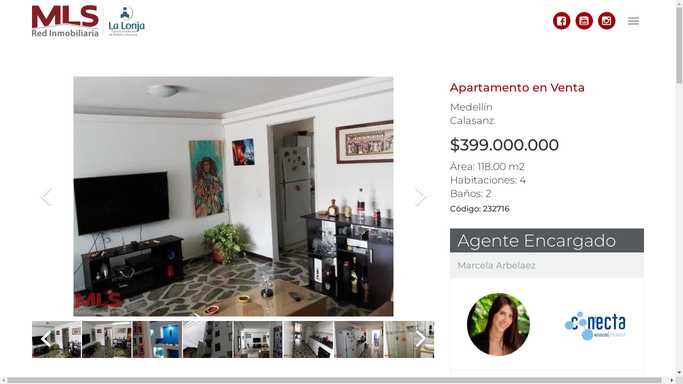 MLS
Red Inmobiliaria
La Lonja
Apartamento en Venta
Medellín
Calasanz
$399.000.000
Área: 118.00 m2
Habitaciones: 4
Baños: 2
Código: 232716
MLS
Agente Encargado
Marcela Arbelaez
conecta